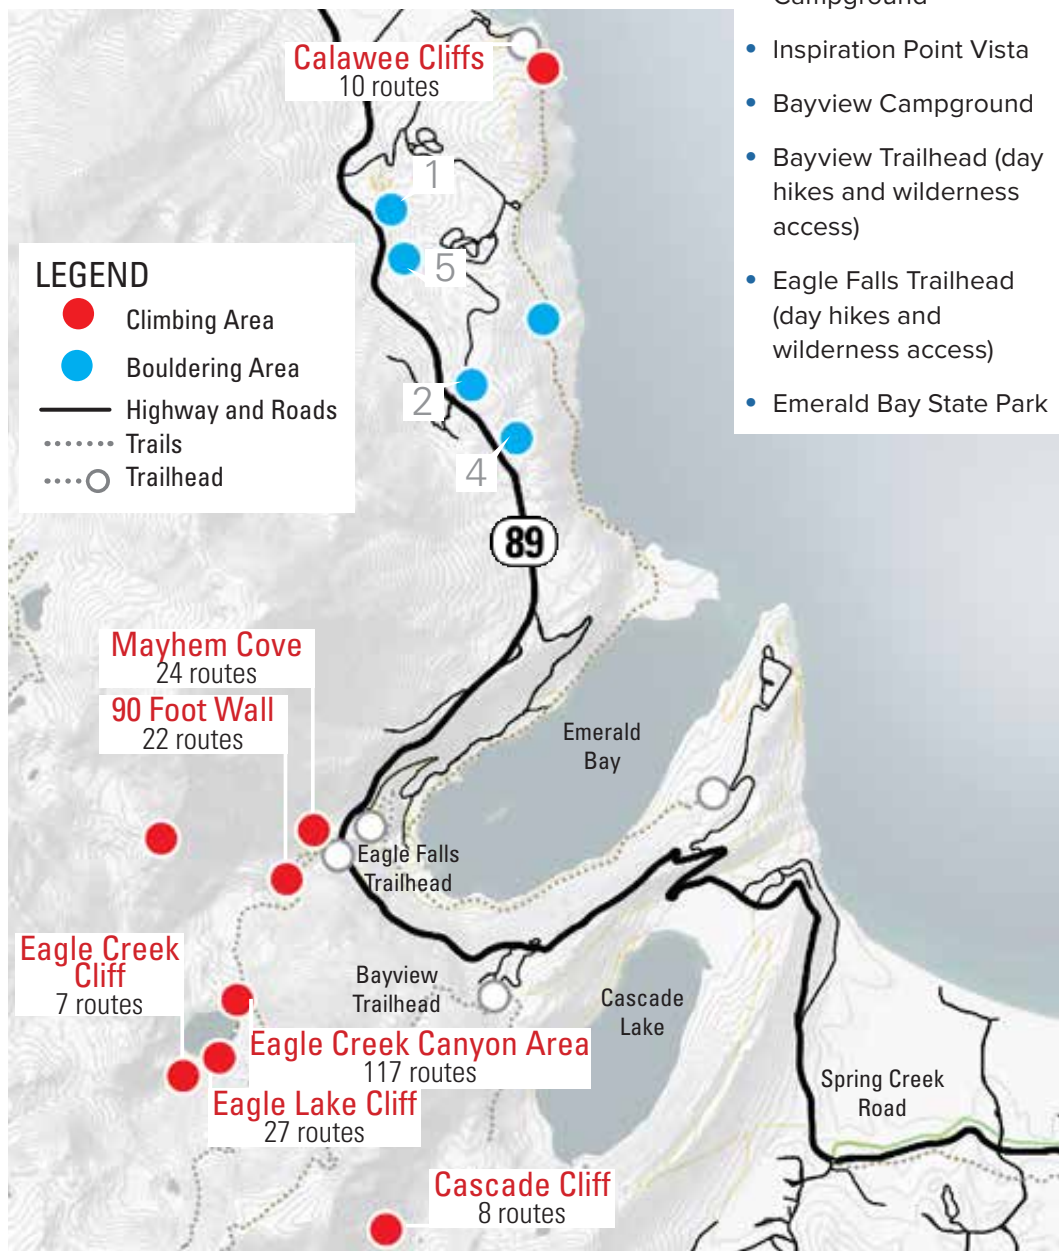 Calawee Cliffs
10 routes
1
5
2
4
LEGEND
Climbing Area
Bouldering Area
Highway and Roads
Trails
Trailhead
89
Mayhem Cove
24 routes
90 Foot Wall
22 routes
Emerald
Bay
Eagle Falls
Trailhead
Eagle Creek
Cliff
7 routes
Bayview
Trailhead
Cascade
Lake
Eagle Creek Canyon Area
117 routes
Eagle Lake Cliff
27 routes
Spring Creek
Road
Cascade Cliff
8 routes
Campground
• Inspiration Point Vista
• Bayview Campground
• Bayview Trailhead (day
hikes and wilderness
access)
• Eagle Falls Trailhead
(day hikes and
wilderness access)
• Emerald Bay State Park